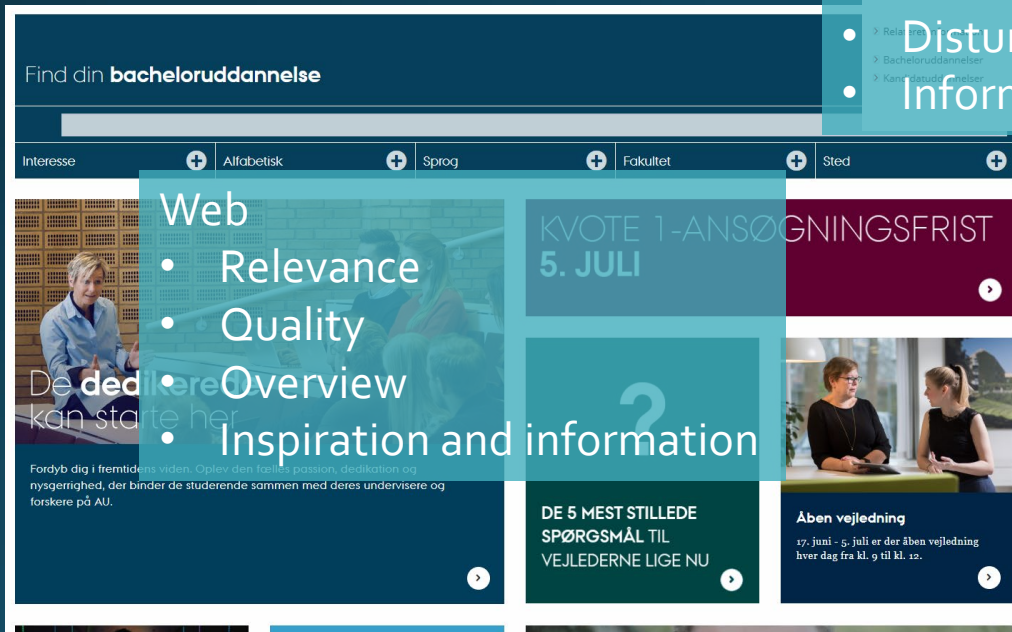 Find din bacheloruddannelse
Bacheloruddannelser
Interesse
Alfabetisk
Sprog
Fakultet
Sted
Web
• Relevance
• Quality
• Overview
• Inspiration and information
KVOTE 1-ANSØGNINGSFRIST
5. JULI
De dedikerede
kan starte her
Fordyb dig i fremtidens viden. Oplev den fælles passion, dedikation og
nysgerrighed, der binder de studerende sammen med deres undervisere og
forskere på AU.
?
DE 5 MEST STILLEDE
SPØRGSMÅL TIL
VEJLEDERNE LIGE NU
Åben vejledning
17. juni - 5. juli er der åben vejledning
hver dag fra kl. 9 til kl. 12.